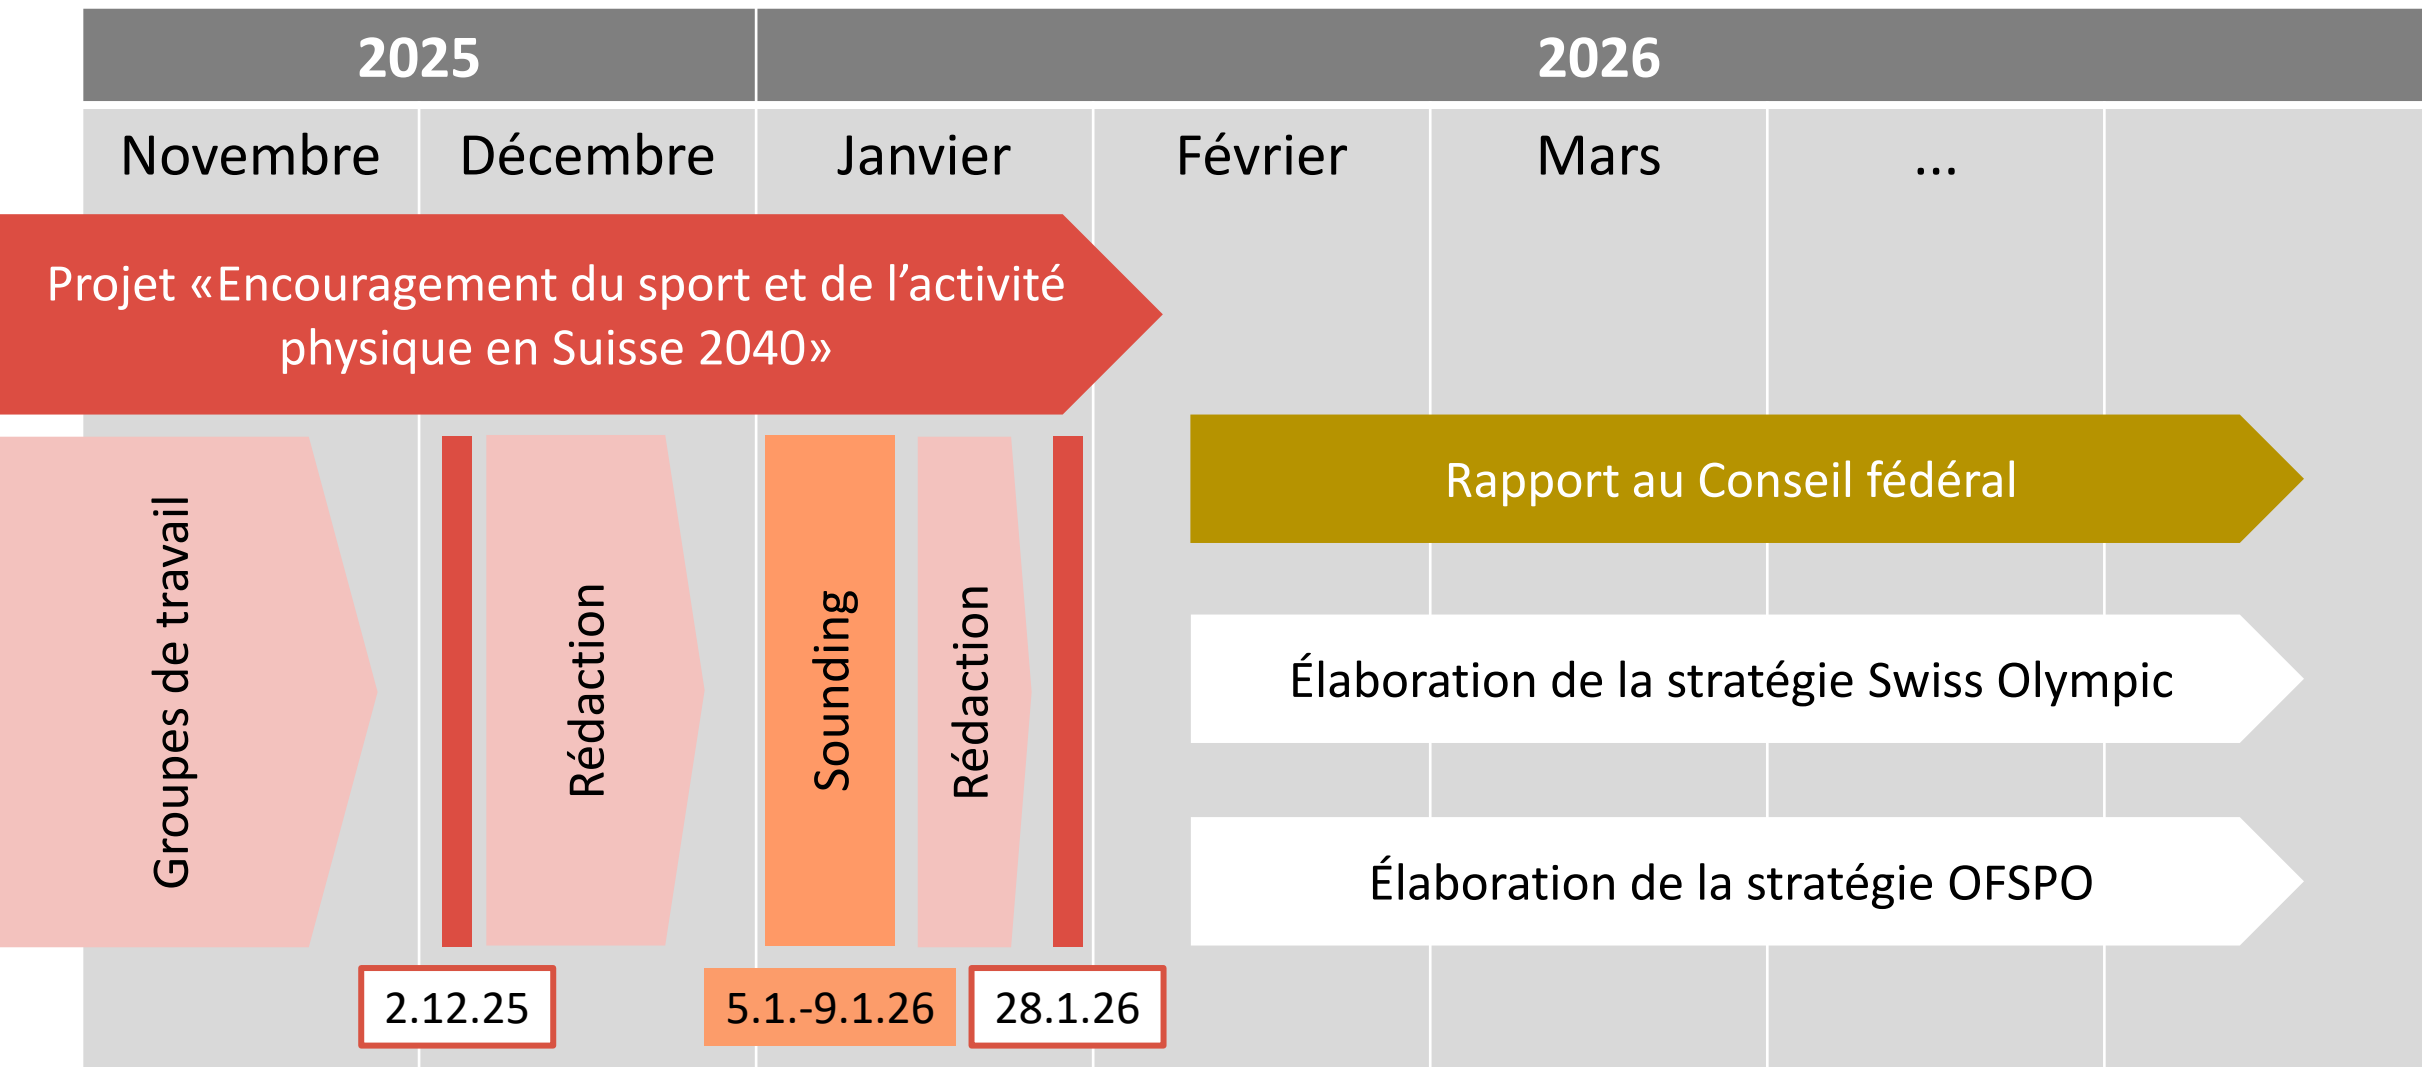 2025
2026
Novembre
Décembre
Janvier
Février
Mars
...
Projet «Encouragement du sport et de l’activité
physique en Suisse 2040»
Groupes de travail
Rédaction
Sounding
Rédaction
Rapport au Conseil fédéral
Élaboration de la stratégie Swiss Olympic
Élaboration de la stratégie OFSPO
2.12.25
5.1.-9.1.26
28.1.26